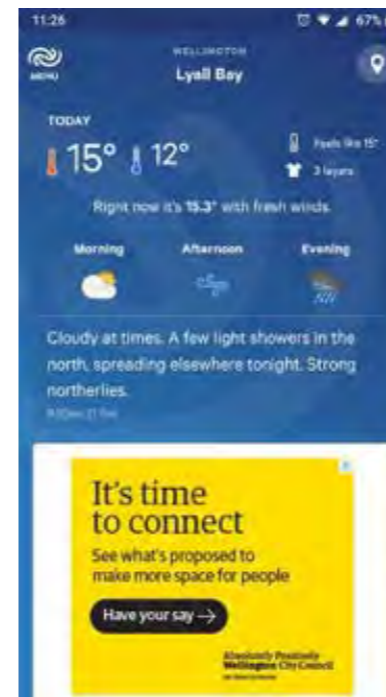 11:26 67%
WELLINGTON
MENU
Lyall Bay
TODAY
15° 12°
Feels like 15°
3 layers
Right now it's 15.3° with fresh winds.
Morning Afternoon Evening
Cloudy at times. A few light showers in the
north, spreading elsewhere tonight. Strong
northerlies.
It's time
to connect
See what's proposed to
make more space for people
Have your say →
Absolutely Positively
Wellington City Council